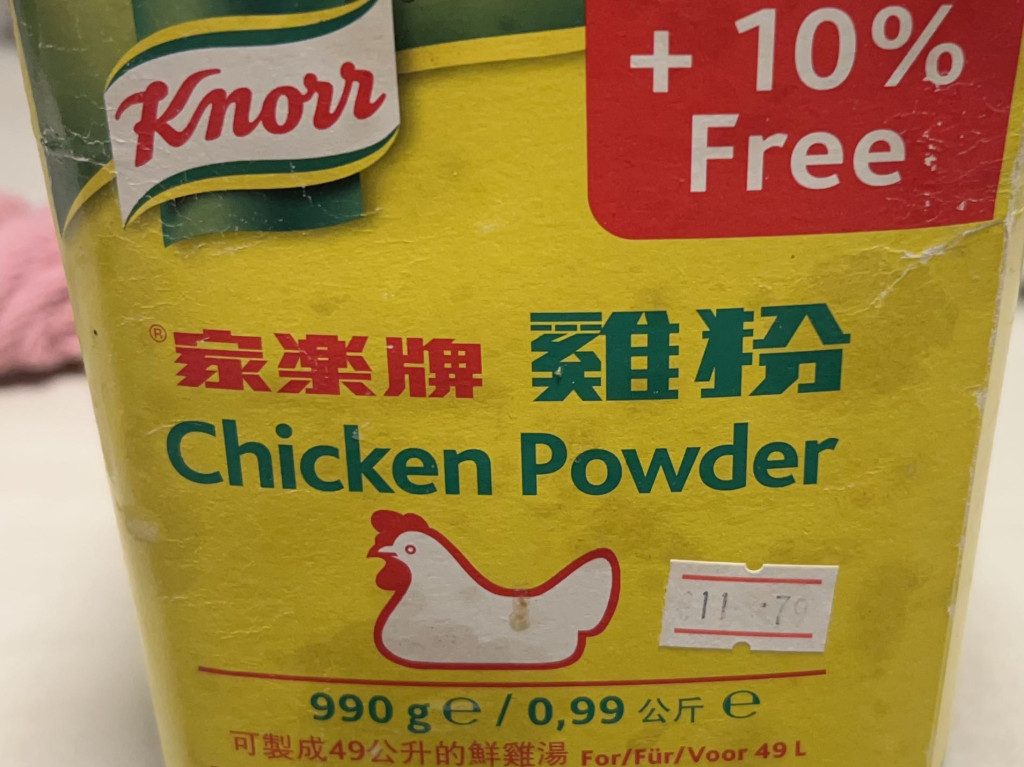 Knorr
+ 10%
Free
®家楽牌 雞粉
Chicken Powder
11.79
990 g ℮ / 0,99 公斤 ℮
可製成49公升的鮮雞湯 For/Für/Voor 49 L